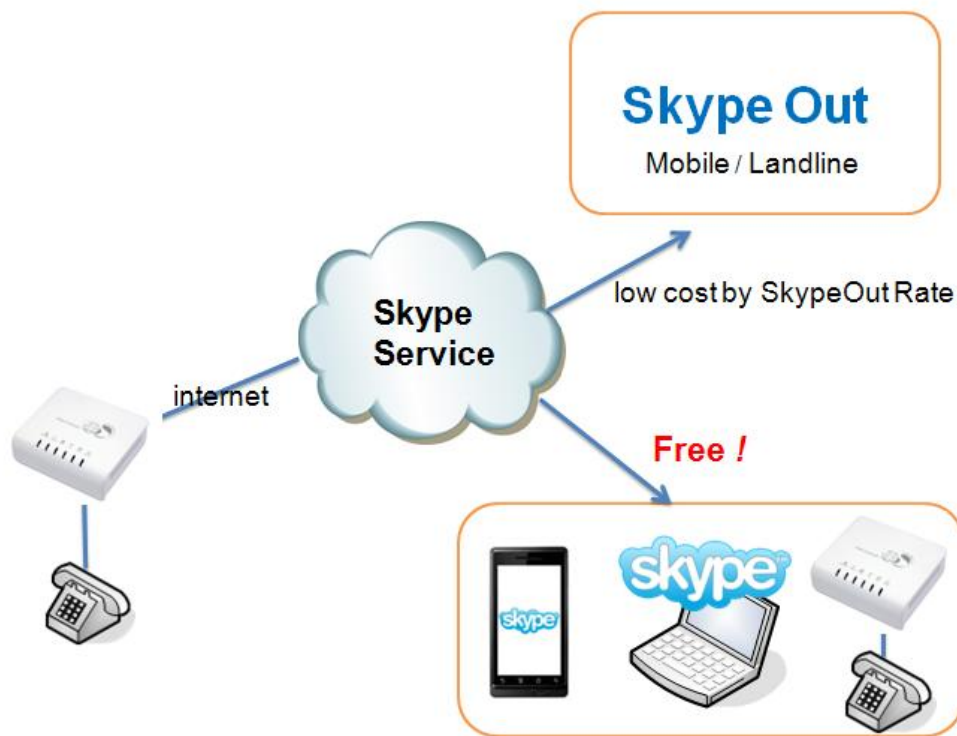 Skype Out
Mobile / Landline
low cost by SkypeOut Rate
Skype
Service
internet
Free !
skype
skype